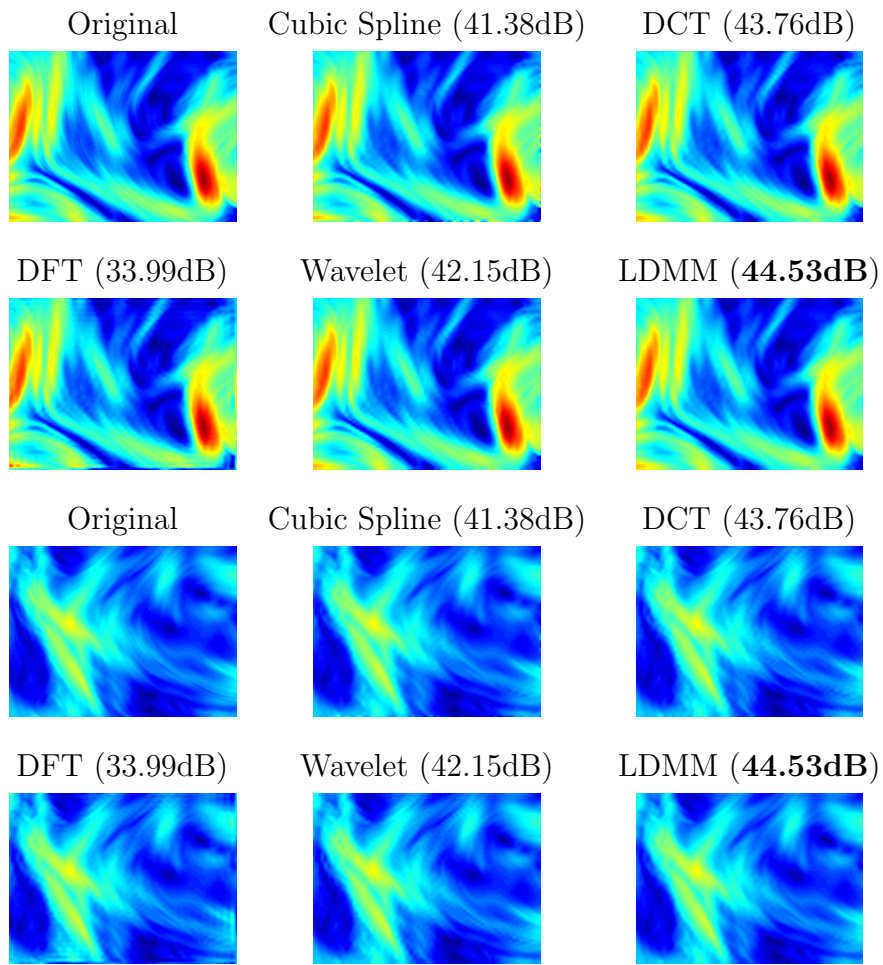 Original Cubic Spline (41.38dB) DCT (43.76dB)
DFT (33.99dB) Wavelet (42.15dB) LDMM (44.53dB)
Original Cubic Spline (41.38dB) DCT (43.76dB)
DFT (33.99dB) Wavelet (42.15dB) LDMM (44.53dB)